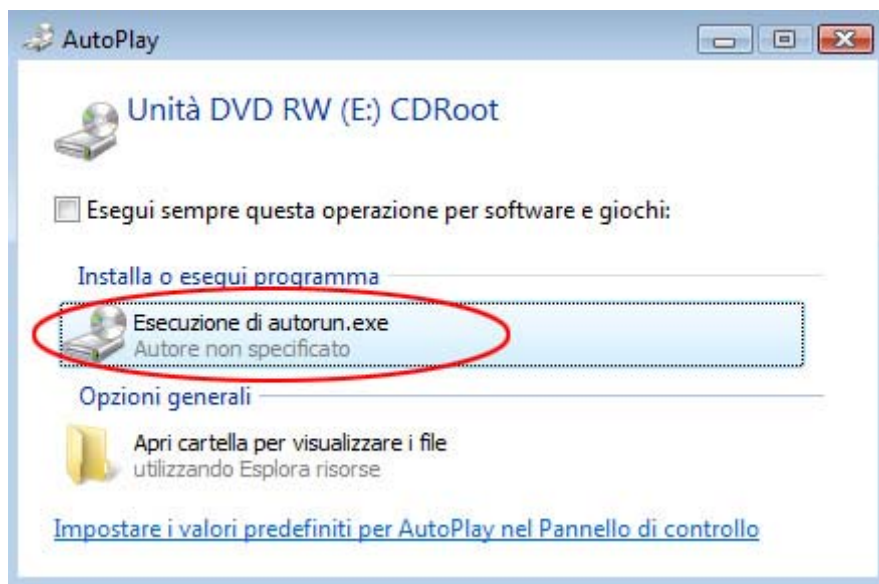 AutoPlay
Unità DVD RW (E:) CDRoot
Esegui sempre questa operazione per software e giochi:
Installa o esegui programma
Esecuzione di autorun.exe
Autore non specificato
Opzioni generali
Apri cartella per visualizzare i file
utilizzando Esplora risorse
Impostare i valori predefiniti per AutoPlay nel Pannello di controllo